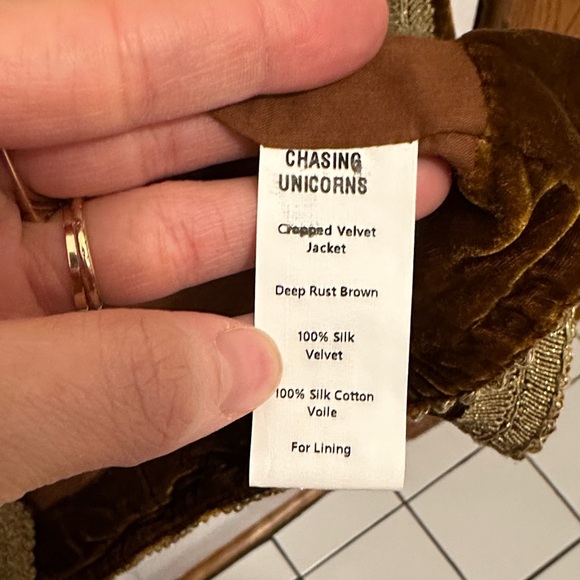 CHASING
UNICORNS
Cropped Velvet
Jacket
Deep Rust Brown
100% Silk
Velvet
100% Silk Cotton
Voile
For Lining